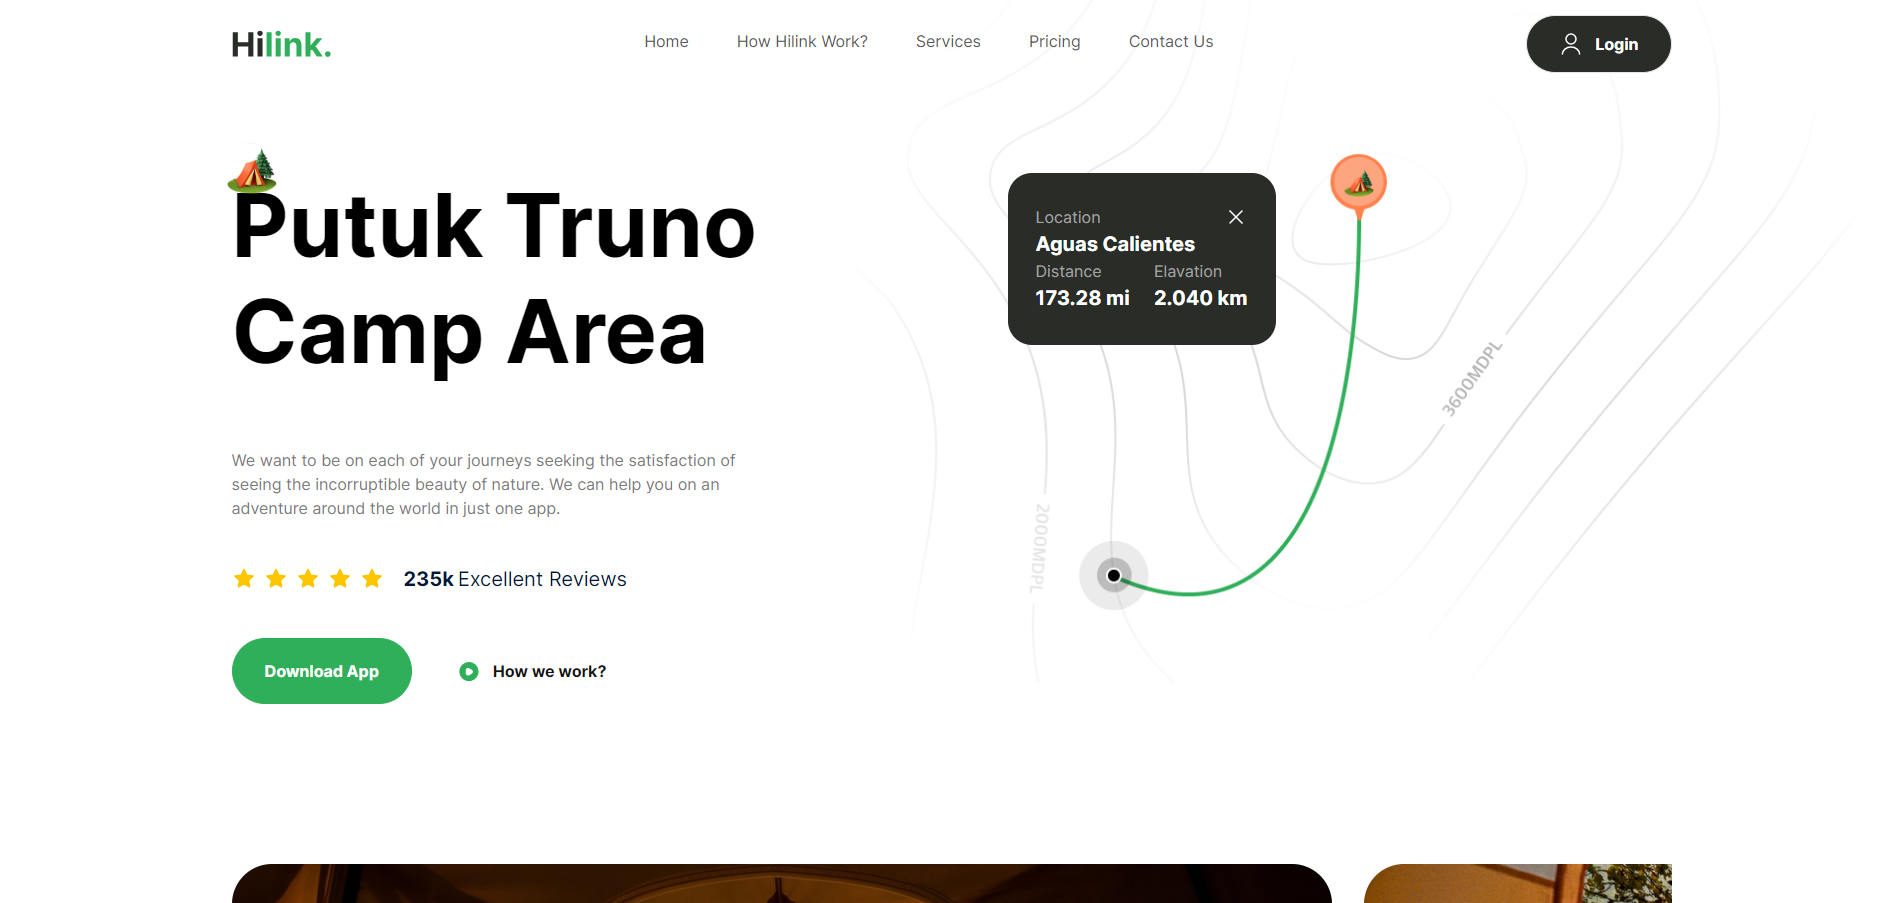 Hilink.
Home
How Hilink Work?
Services
Pricing
Contact Us
Login
Putuk Truno
Camp Area
We want to be on each of your journeys seeking the satisfaction of
seeing the incorruptible beauty of nature. We can help you on an
adventure around the world in just one app.
235k Excellent Reviews
Download App
How we work?
Location
Aguas Calientes
Distance
Elavation
173.28 mi
2.040 km
3600MDPL
2000MDPL